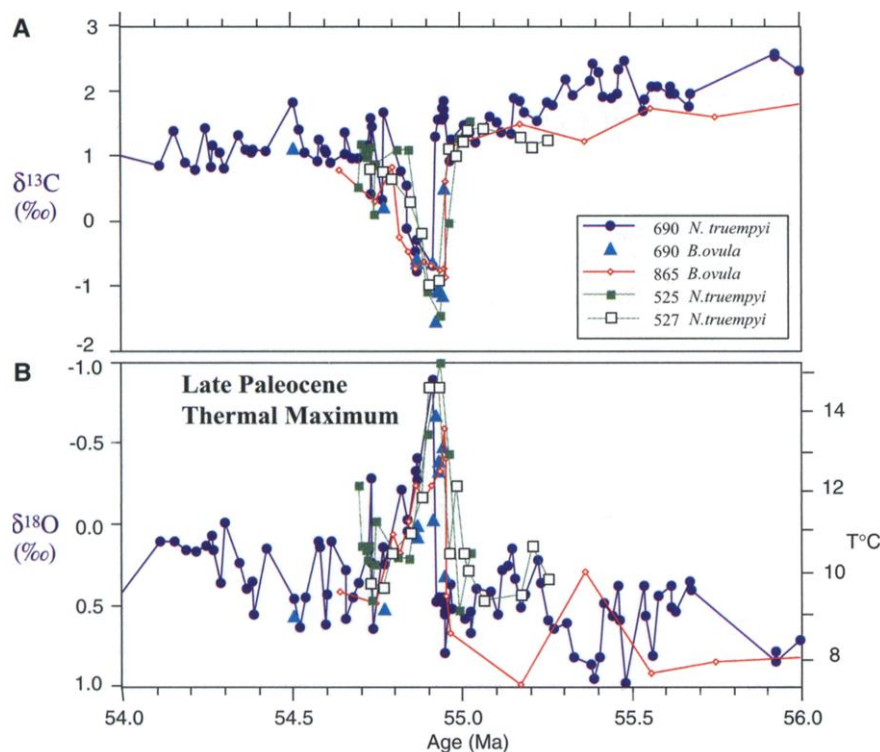 A
3
2
1
0
-1
-2
δ13C
(‰)
690 N. truempyi
690 B.ovula
865 B.ovula
525 N.truempyi
527 N.truempyi
B
Late Paleocene
Thermal Maximum
-1.0
-0.5
0.0
0.5
1.0
δ18O
(‰)
14
12
10
8
T°C
54.0
54.5
55.0
55.5
56.0
Age (Ma)